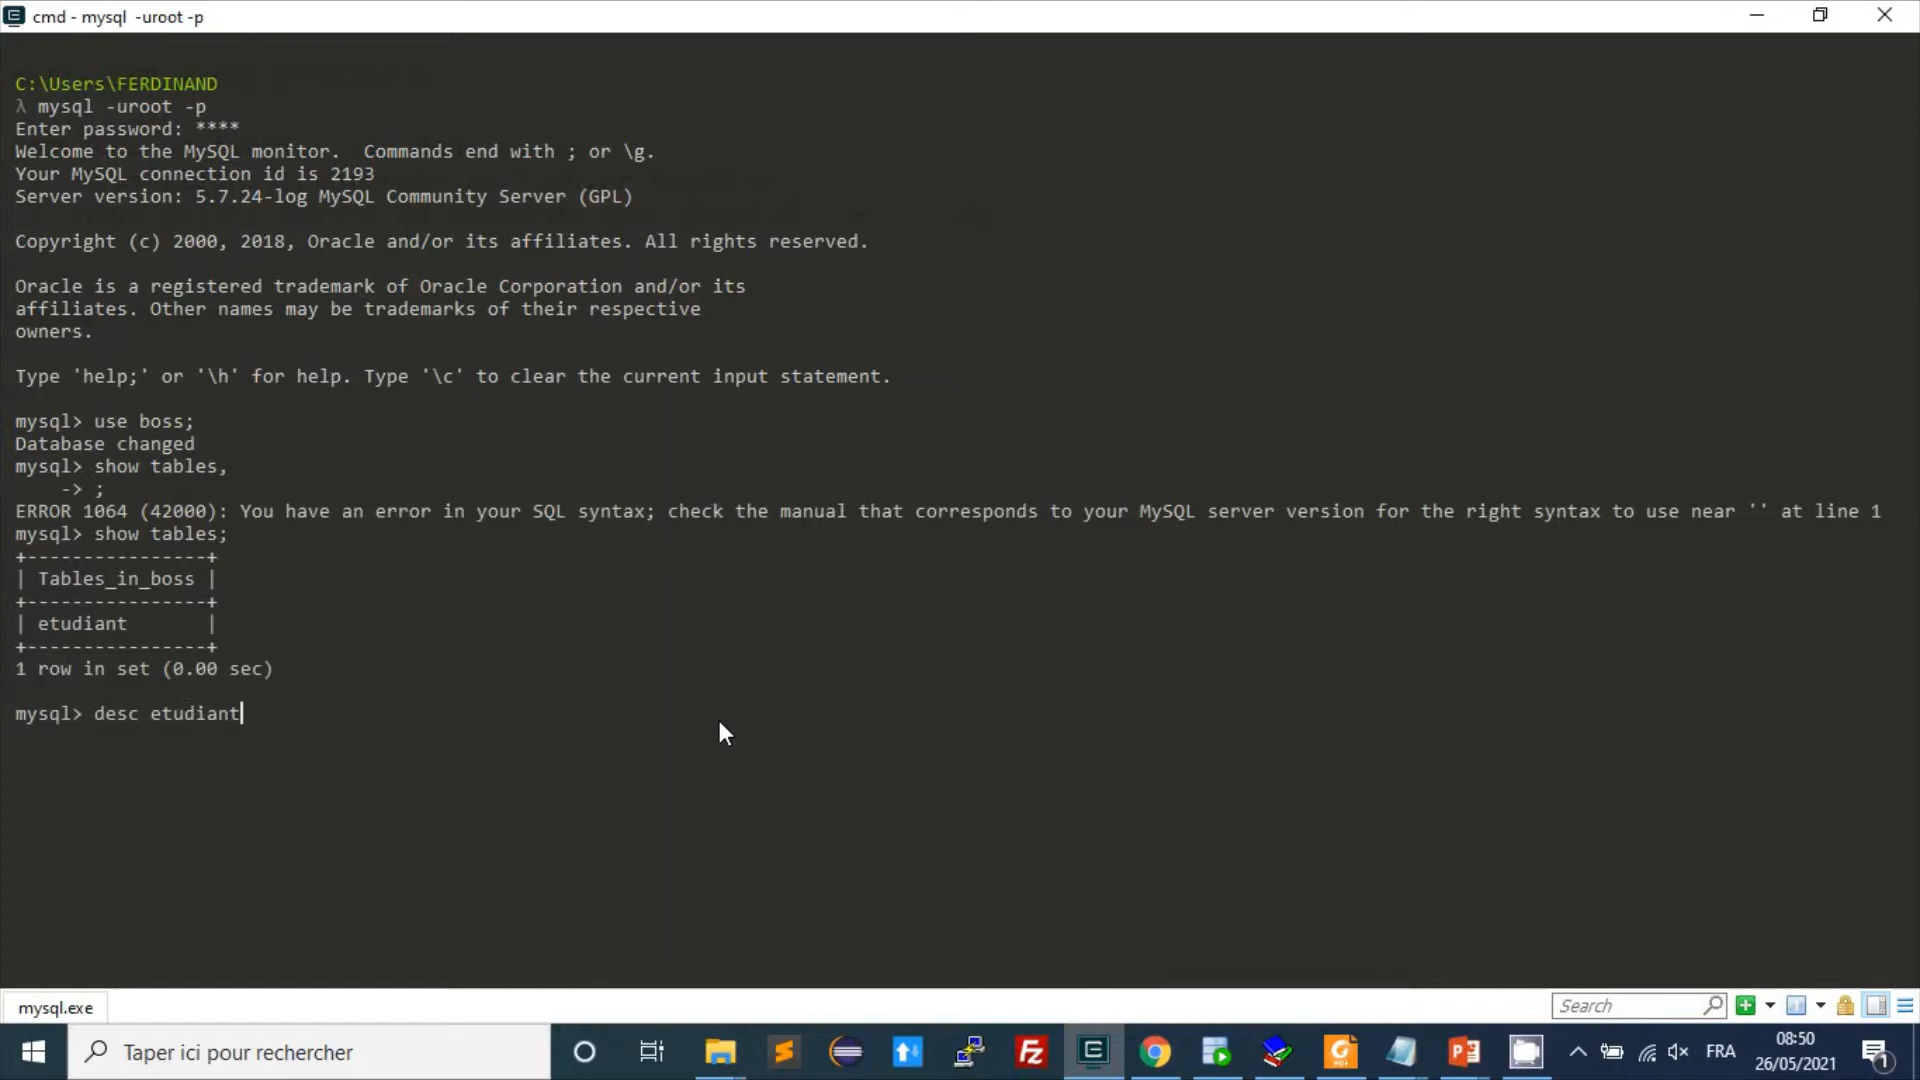 cmd - mysql  -uroot -p
C:\Users\FERDINAND
λ mysql -uroot -p
Enter password: ****
Welcome to the MySQL monitor.  Commands end with ; or \g.
Your MySQL connection id is 2193
Server version: 5.7.24-log MySQL Community Server (GPL)
Copyright (c) 2000, 2018, Oracle and/or its affiliates. All rights reserved.
Oracle is a registered trademark of Oracle Corporation and/or its
affiliates. Other names may be trademarks of their respective
owners.
Type 'help;' or '\h' for help. Type '\c' to clear the current input statement.
mysql> use boss;
Database changed
mysql> show tables,
    -> ;
ERROR 1064 (42000): You have an error in your SQL syntax; check the manual that corresponds to your MySQL server version for the right syntax to use near '' at line 1
mysql> show tables;
+----------------+
| Tables_in_boss |
+----------------+
| etudiant       |
+----------------+
1 row in set (0.00 sec)
mysql> desc etudiant
mysql.exe
Search
Taper ici pour rechercher
FRA
08:50
26/05/2021
1